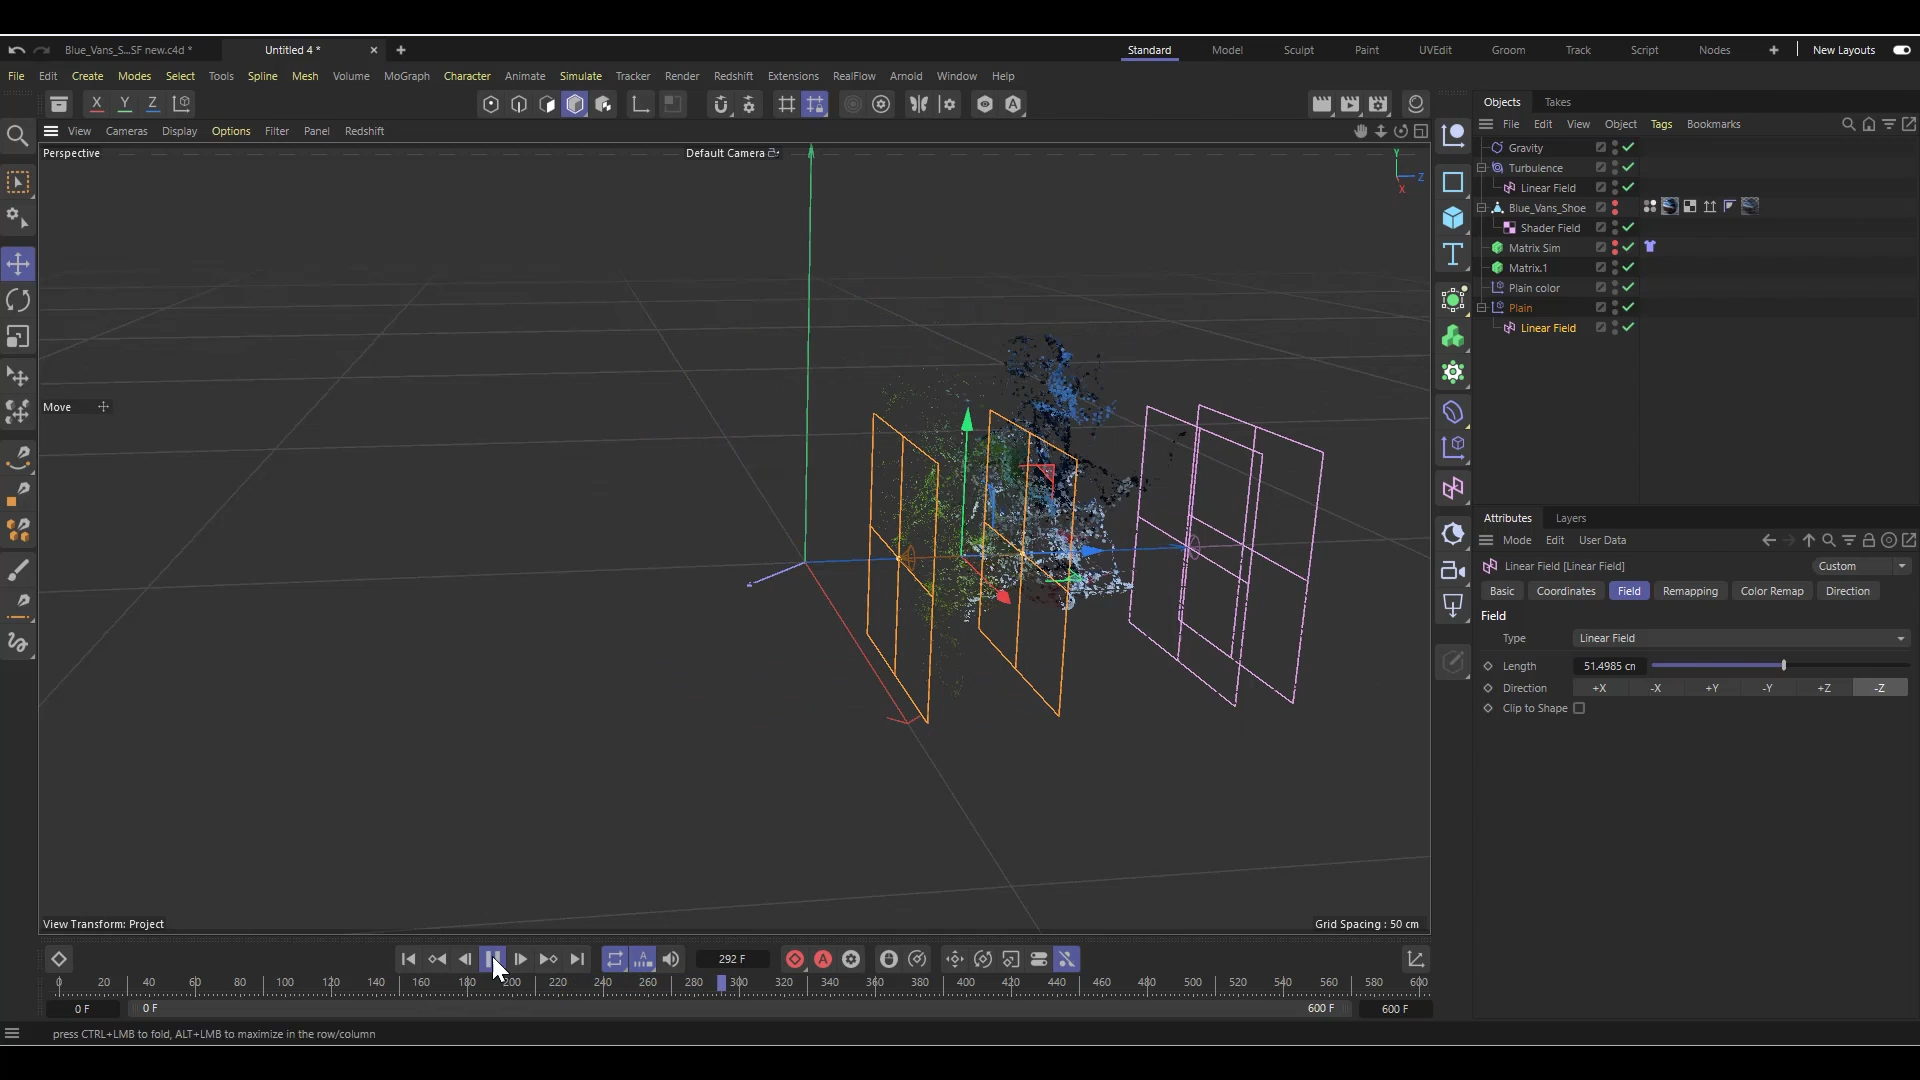 Blue_Vans_S...SF new.c4d *
Untitled 4 *
Standard Model Sculpt Paint UVEdit Groom Track Script Nodes New Layouts
File Edit Create Modes Select Tools Spline Mesh Volume MoGraph Character Animate Simulate Tracker Render Redshift Extensions RealFlow Arnold Window Help
X Y Z
View Cameras Display Options Filter Panel Redshift
Perspective
Default Camera
Y
Z
X
Move
View Transform: Project
Grid Spacing : 50 cm
Objects Takes
File Edit View Object Tags Bookmarks
Gravity
Turbulence
Linear Field
Blue_Vans_Shoe
Shader Field
Matrix Sim
Matrix.1
Plain color
Plain
Linear Field
Attributes Layers
Mode Edit User Data
Linear Field [Linear Field]
Custom
Basic Coordinates Field Remapping Color Remap Direction
Field
Type Linear Field
Length 51.4985 cn
Direction +X -X +Y -Y +Z -Z
Clip to Shape
292 F
0 20 40 60 80 100 120 140 160 180 200 220 240 260 280 300 320 340 360 380 400 420 440 460 480 500 520 540 560 580 600
0 F
0 F
600 F
600 F
press CTRL+LMB to fold, ALT+LMB to maximize in the row/column